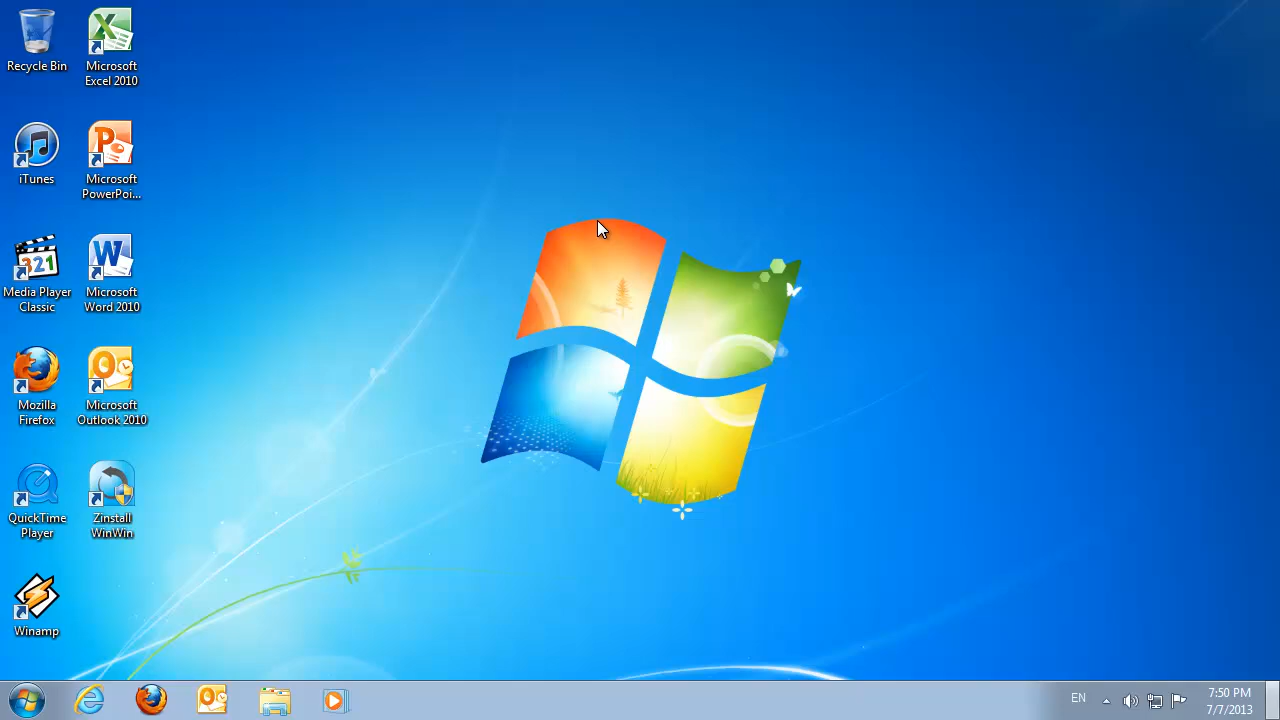 Recycle Bin
Microsoft
Excel 2010
iTunes
Microsoft
PowerPoi...
Media Player
Classic
Microsoft
Word 2010
Mozilla
Firefox
Microsoft
Outlook 2010
QuickTime
Player
Zinstall
WinWin
Winamp
EN
7:50 PM
7/7/2013